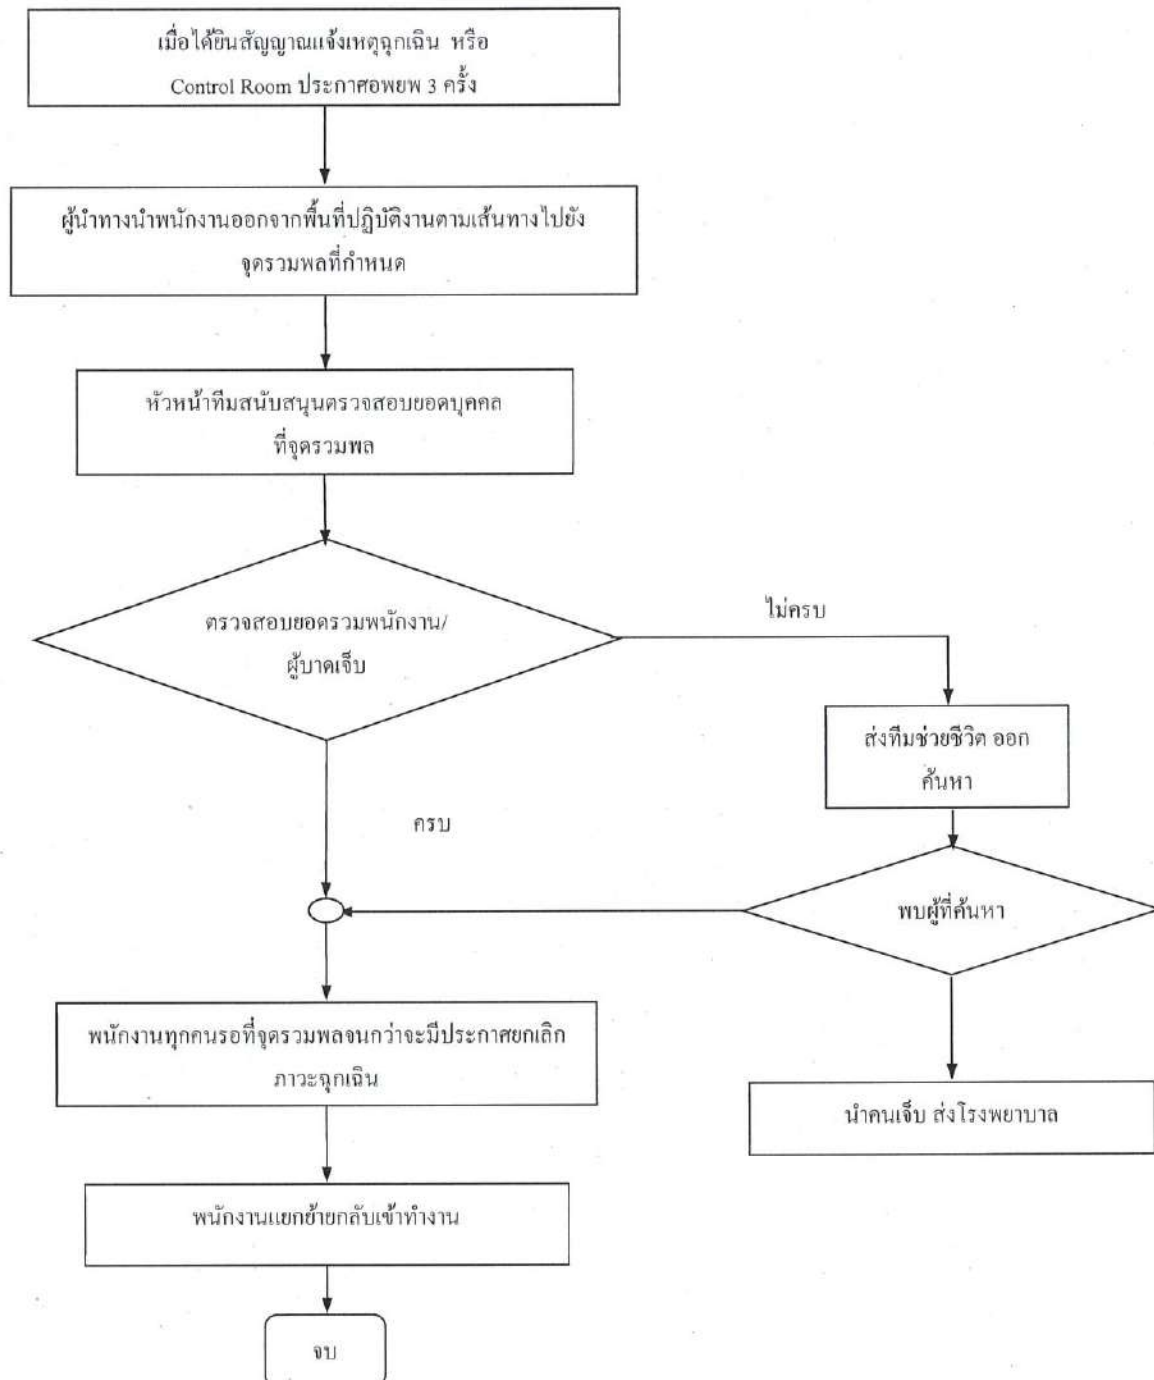 เมื่อได้ยินสัญญาณแจ้งเหตุฉุกเฉิน หรือ
Control Room ประกาศอพยพ 3 ครั้ง
ผู้นำทางนำพนักงานออกจากพื้นที่ปฏิบัติงานตามเส้นทางไปยัง
จุดรวมพลที่กำหนด
หัวหน้าทีมสนับสนุนตรวจสอบยอดบุคคล
ที่จุดรวมพล
ตรวจสอบยอดรวมพนักงาน/
ผู้บาดเจ็บ
ไม่ครบ
ส่งทีมช่วยชีวิต ออก
ค้นหา
ครบ
พบผู้ที่ค้นหา
พนักงานทุกคนรอที่จุดรวมพลจนกว่าจะมีประกาศยกเลิก
ภาวะฉุกเฉิน
นำคนเจ็บ ส่งโรงพยาบาล
พนักงานแยกย้ายกลับเข้าทำงาน
จบ